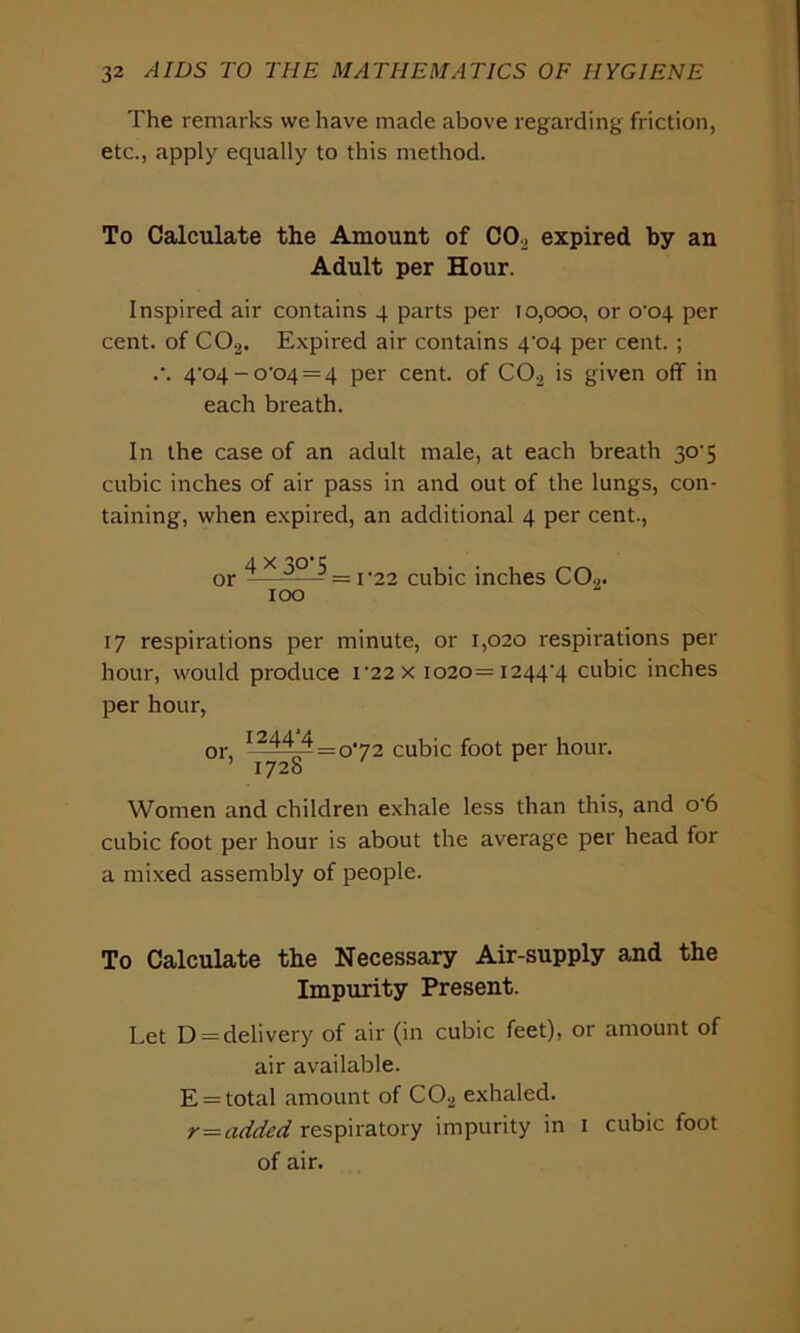 32 AIDS TO THE MATHEMATICS OF HYGIENE
The remarks we have made above regarding friction,
etc., apply equally to this method.
To Calculate the Amount of CO₂ expired by an
Adult per Hour.
Inspired air contains 4 parts per 10,000, or 0·04 per
cent. of CO₂. Expired air contains 4·04 per cent. ;
∴ 4·04 - 0·04 = 4 per cent. of CO₂ is given off in
each breath.
In the case of an adult male, at each breath 30·5
cubic inches of air pass in and out of the lungs, con-
taining, when expired, an additional 4 per cent.,
or 4 × 30·5 / 100 = 1·22 cubic inches CO₂.
17 respirations per minute, or 1,020 respirations per
hour, would produce 1·22 × 1020 = 1244·4 cubic inches
per hour,
or, 1244·4 / 1728 = 0·72 cubic foot per hour.
Women and children exhale less than this, and 0·6
cubic foot per hour is about the average per head for
a mixed assembly of people.
To Calculate the Necessary Air-supply and the
Impurity Present.
Let D = delivery of air (in cubic feet), or amount of
air available.
E = total amount of CO₂ exhaled.
r = added respiratory impurity in 1 cubic foot
of air.